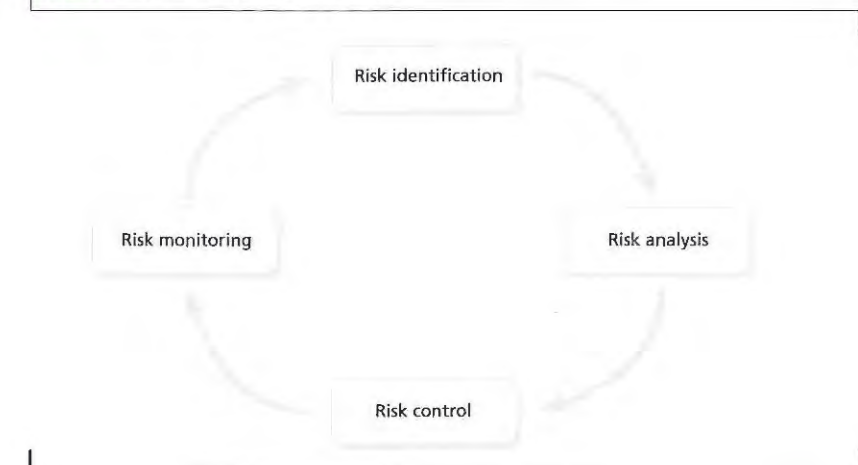 Risk identification
Risk monitoring
Risk analysis
Risk control